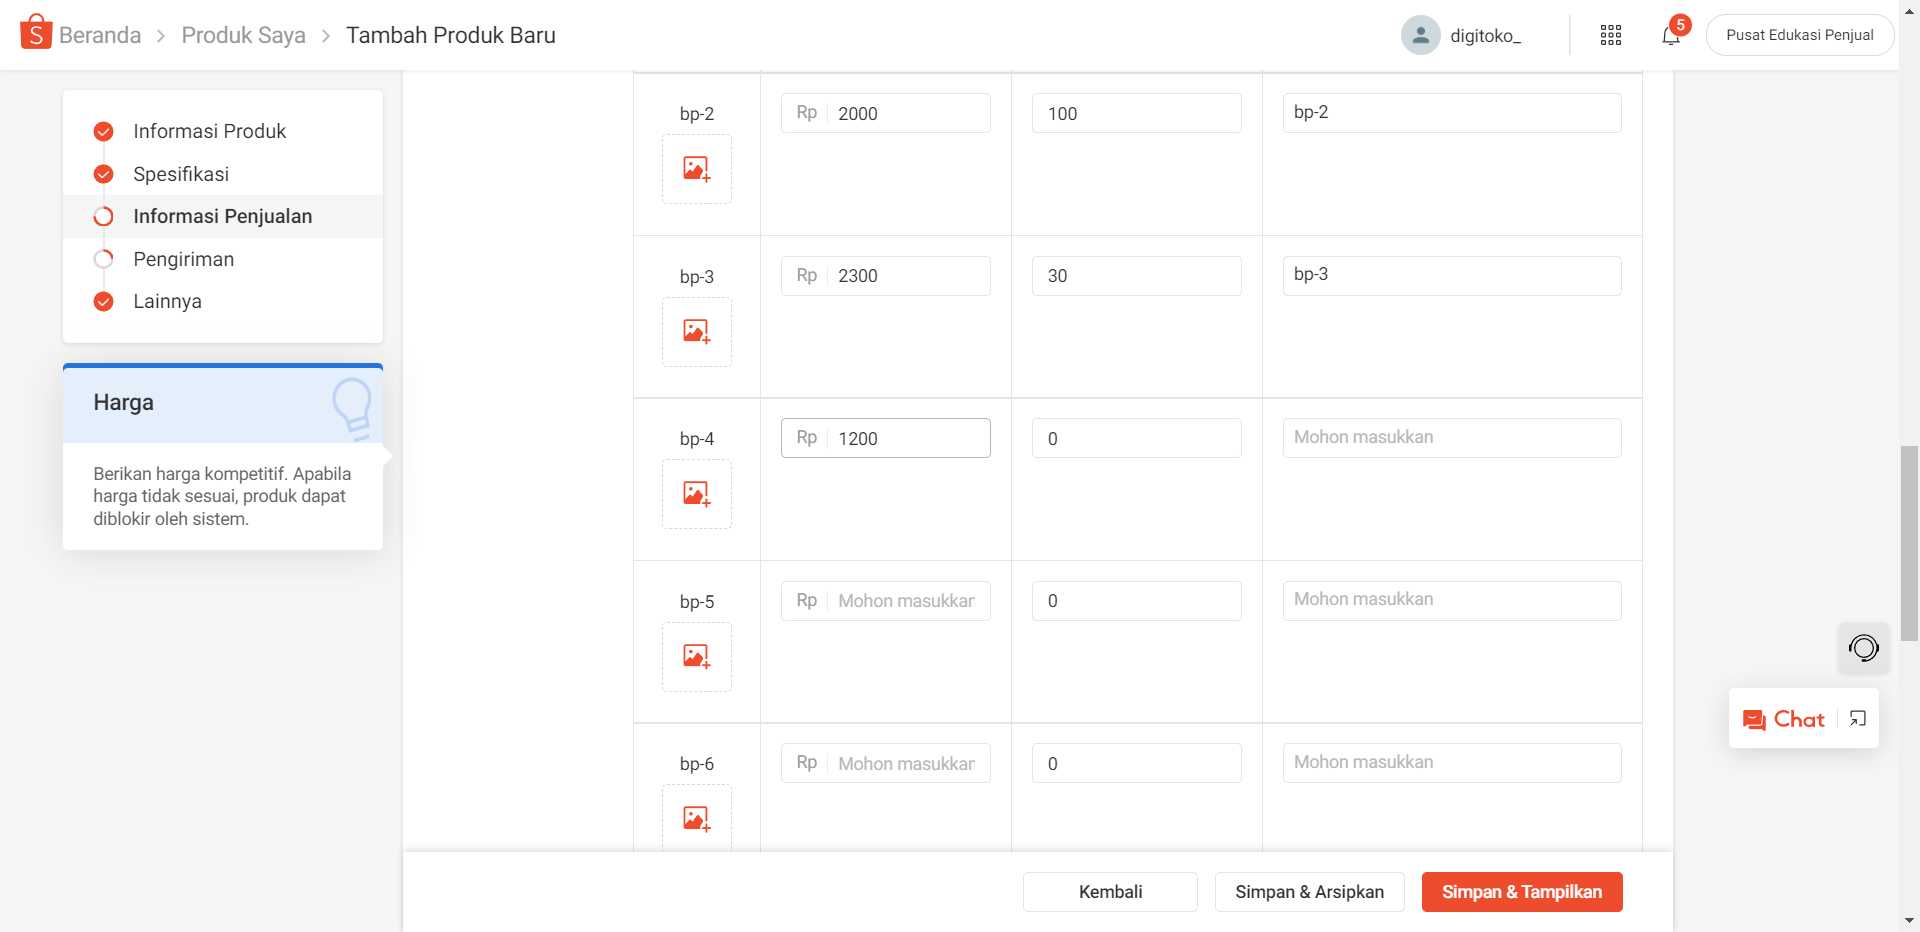 Beranda > Produk Saya > Tambah Produk Baru
digitoko_
5
Pusat Edukasi Penjual
Informasi Produk
Spesifikasi
Informasi Penjualan
Pengiriman
Lainnya
Harga
Berikan harga kompetitif. Apabila
harga tidak sesuai, produk dapat
diblokir oleh sistem.
bp-2
Rp 2000
100
bp-2
bp-3
Rp 2300
30
bp-3
bp-4
Rp 1200
0
Mohon masukkan
bp-5
Rp Mohon masukkan
0
Mohon masukkan
bp-6
Rp Mohon masukkan
0
Mohon masukkan
Chat
Kembali
Simpan & Arsipkan
Simpan & Tampilkan